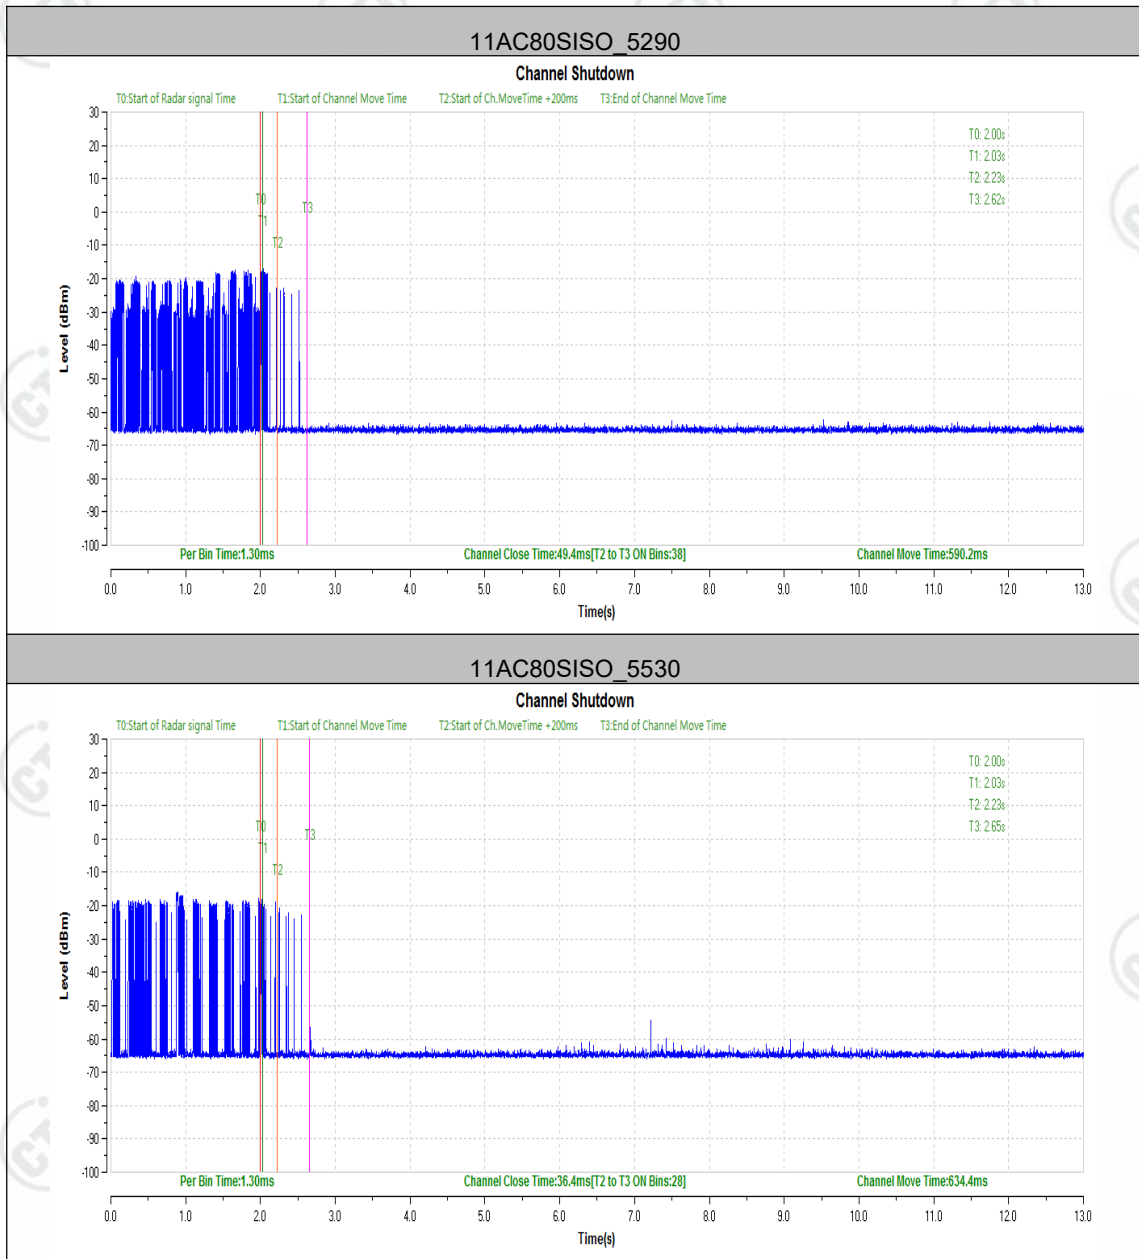 11AC80SISO_5290
Channel Shutdown
T0:Start of Radar signal Time T1:Start of Channel Move Time T2:Start of Ch.MoveTime +200ms T3:End of Channel Move Time
30
20
10
0
-10
-20
-30
-40
-50
-60
-70
-80
-90
-100
Level (dBm)
T0
T1
T2
T3
T0: 2.00s
T1: 2.03s
T2: 2.23s
T3: 2.62s
Per Bin Time:1.30ms Channel Close Time:49.4ms[T2 to T3 ON Bins:38] Channel Move Time:590.2ms
0.0 1.0 2.0 3.0 4.0 5.0 6.0 7.0 8.0 9.0 10.0 11.0 12.0 13.0
Time(s)
11AC80SISO_5530
Channel Shutdown
T0:Start of Radar signal Time T1:Start of Channel Move Time T2:Start of Ch.MoveTime +200ms T3:End of Channel Move Time
30
20
10
0
-10
-20
-30
-40
-50
-60
-70
-80
-90
-100
Level (dBm)
T0
T1
T2
T3
T0: 2.00s
T1: 2.03s
T2: 2.23s
T3: 2.65s
Per Bin Time:1.30ms Channel Close Time:36.4ms[T2 to T3 ON Bins:28] Channel Move Time:634.4ms
0.0 1.0 2.0 3.0 4.0 5.0 6.0 7.0 8.0 9.0 10.0 11.0 12.0 13.0
Time(s)